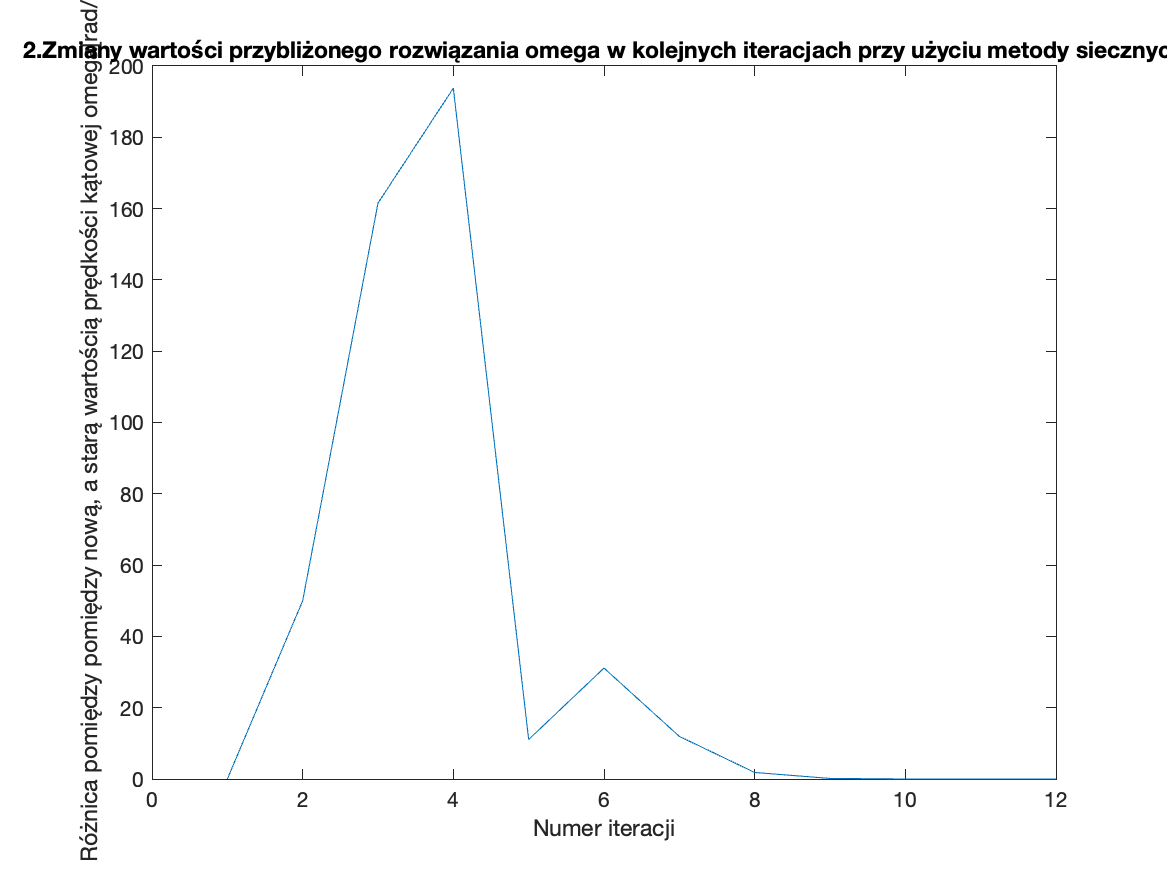 2.Zmiany wartości przybliżonego rozwiązania omega w kolejnych iteracjach przy użyciu metody
Różnica pomiędzy pomiędzy nową, a starą wartością prędkości kątowej omega
200
180
160
140
120
100
80
60
40
20
0
0 2 4 6 8 10 12
Numer iteracji